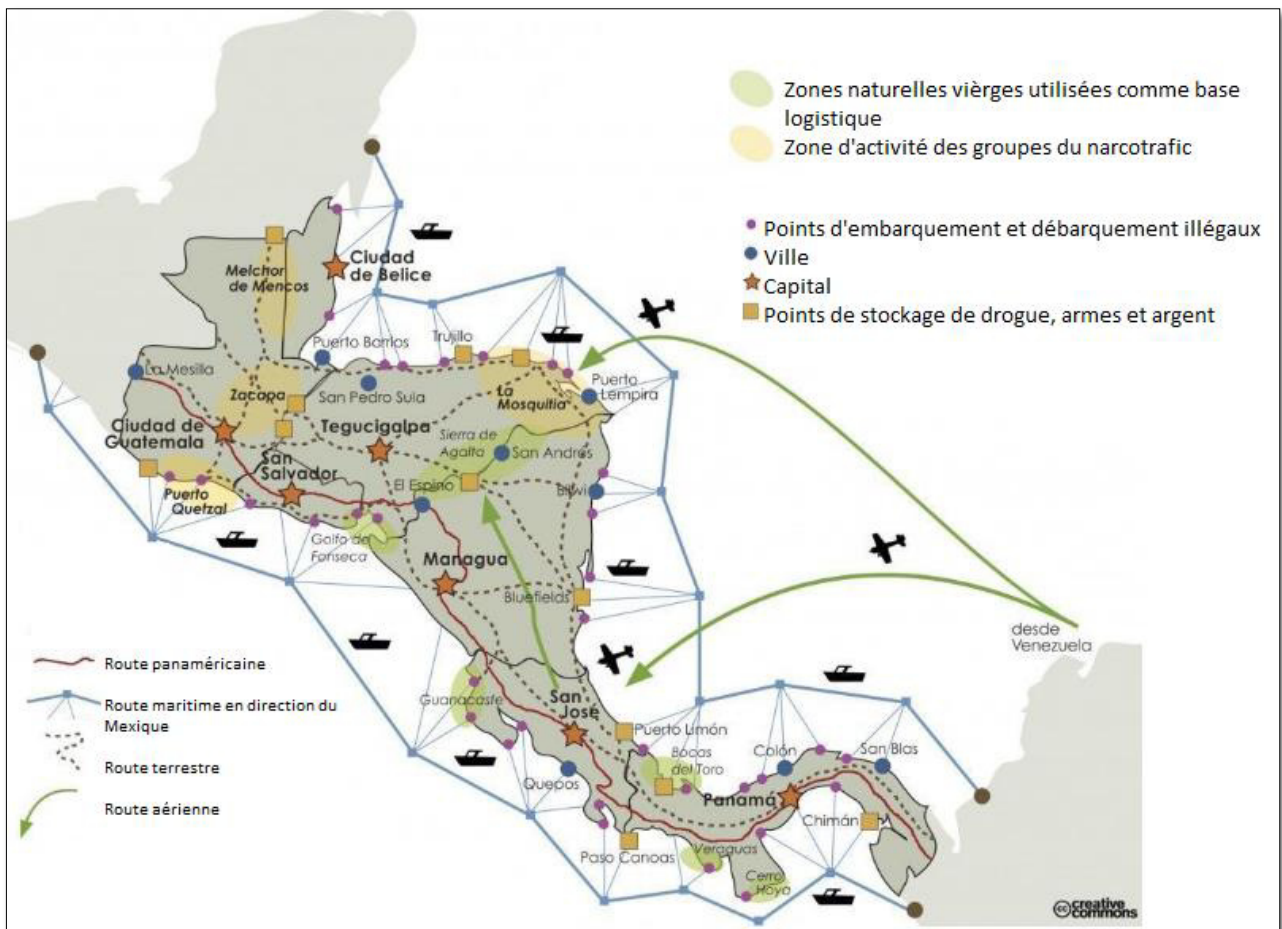 Zones naturelles vièrges utilisées comme base
logistique
Zone d'activité des groupes du narcotrafic
Points d'embarquement et débarquement illégaux
Ville
Capital
Points de stockage de drogue, armes et argent
Ciudad
de Belice
Melchor
de Mencos
Puerto Barrios
Trujillo
La Mesilla
Zacapa
San Pedro Sula
La
Mosquitia
Puerto
Lempira
Ciudad de
Guatemala
Tegucigalpa
Sierra de
Agalta
San Andrés
San
Salvador
El Espino
Bilwi
Puerto
Quetzal
Golfo de
Fonseca
Managua
Bluefields
desde
Venezuela
Guanacaste
San
José
Puerto Limón
Bocas
del Toro
Colón
San Blas
Quepos
Panamá
Chimán
Paso Canoas
Veraguas
Cerro
Hoya
Route panaméricaine
Route maritime en direction du
Mexique
Route terrestre
Route aérienne
cc creative
commons